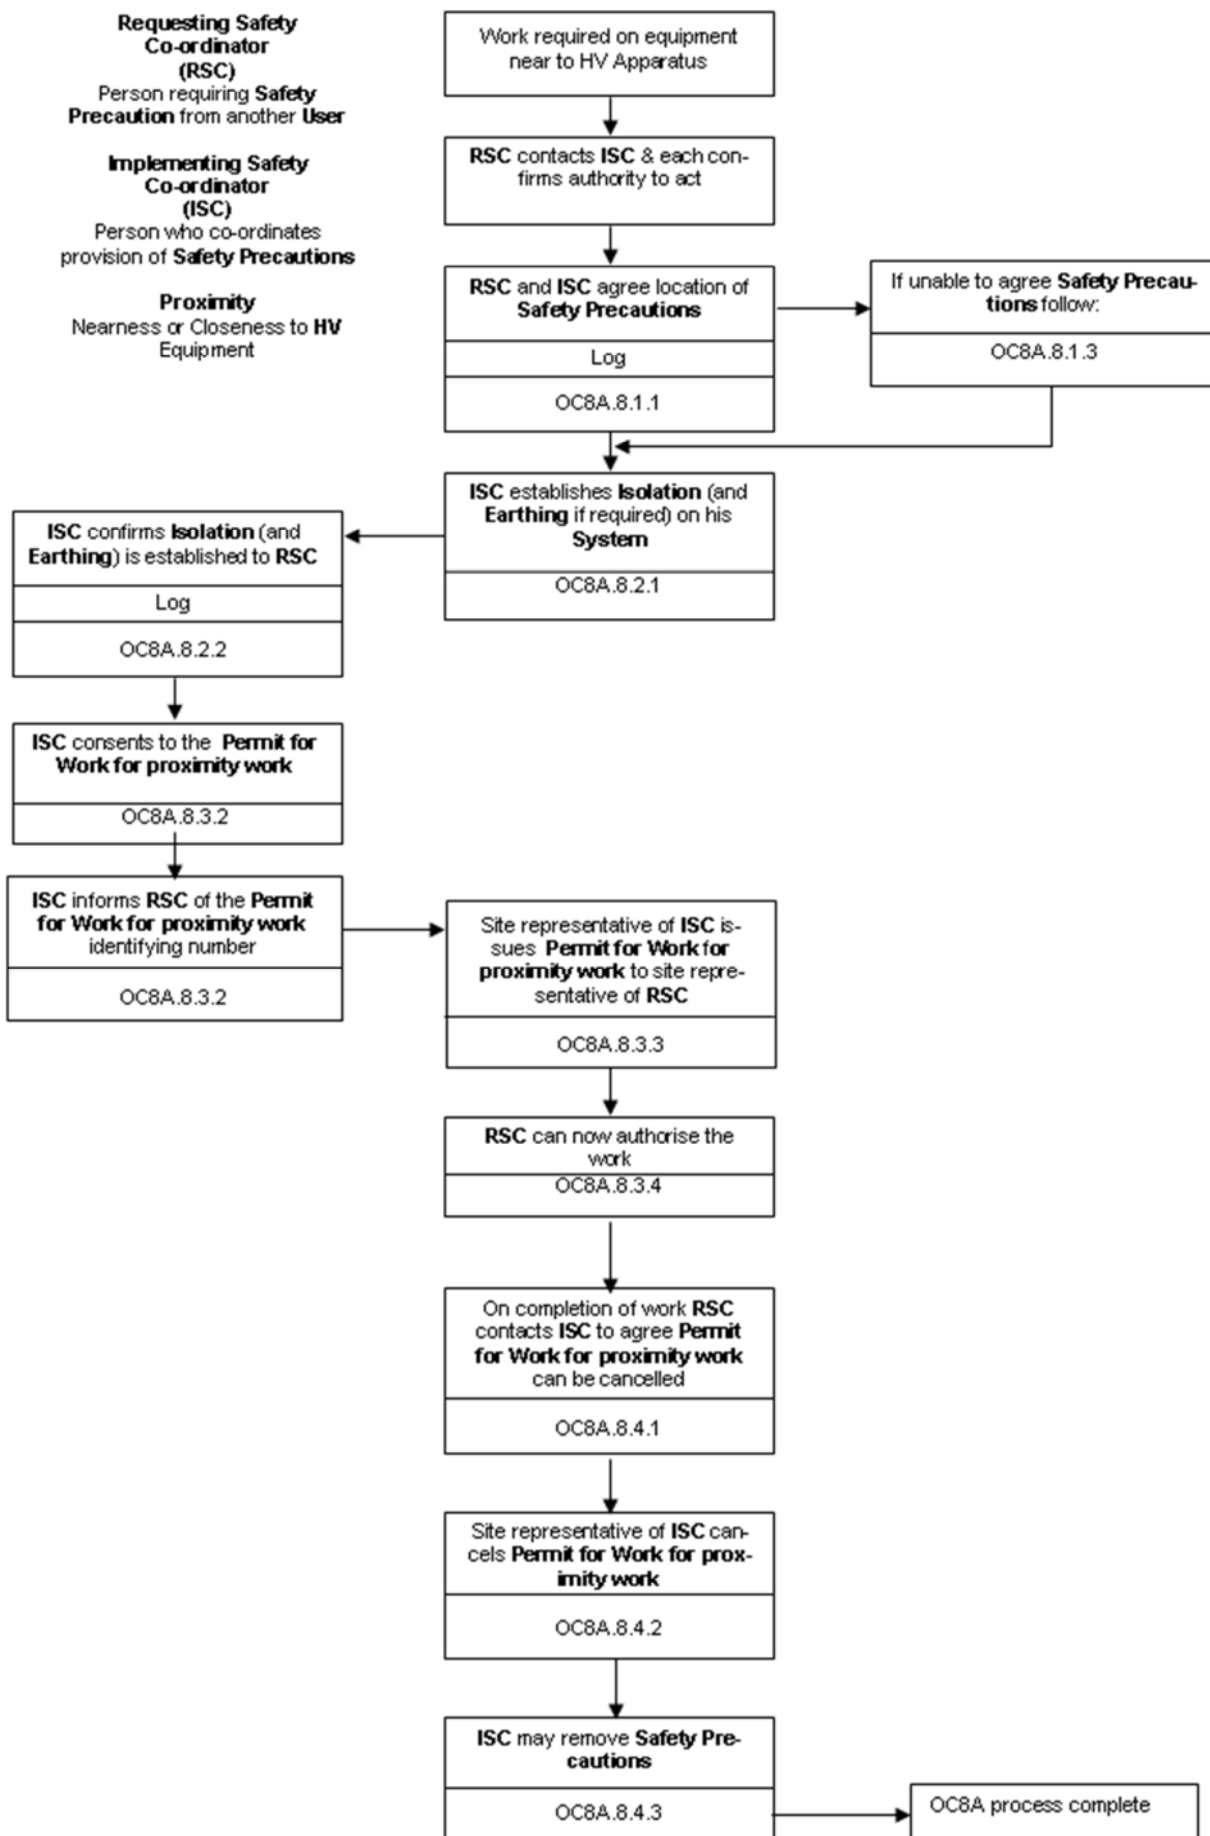 Requesting Safety
Co-ordinator
(RSC)
Person requiring Safety
Precaution from another User
Implementing Safety
Co-ordinator
(ISC)
Person who co-ordinates
provision of Safety Precautions
Proximity
Nearness or Closeness to HV
Equipment
Work required on equipment
near to HV Apparatus
RSC contacts ISC & each con-
firms authority to act
RSC and ISC agree location of
Safety Precautions
Log
OC8A.8.1.1
If unable to agree Safety Precau-
tions follow:
OC8A.8.1.3
ISC establishes Isolation (and
Earthing if required) on his
System
OC8A.8.2.1
ISC confirms Isolation (and
Earthing) is established to RSC
Log
OC8A.8.2.2
ISC consents to the Permit for
Work for proximity work
OC8A.8.3.2
ISC informs RSC of the Permit
for Work for proximity work
identifying number
OC8A.8.3.2
Site representative of ISC is-
sues Permit for Work for
proximity work to site repre-
sentative of RSC
OC8A.8.3.3
RSC can now authorise the
work
OC8A.8.3.4
On completion of work RSC
contacts ISC to agree Permit
for Work for proximity work
can be cancelled
OC8A.8.4.1
Site representative of ISC can-
cels Permit for Work for prox-
imity work
OC8A.8.4.2
ISC may remove Safety Pre-
cautions
OC8A.8.4.3
OC8A process complete